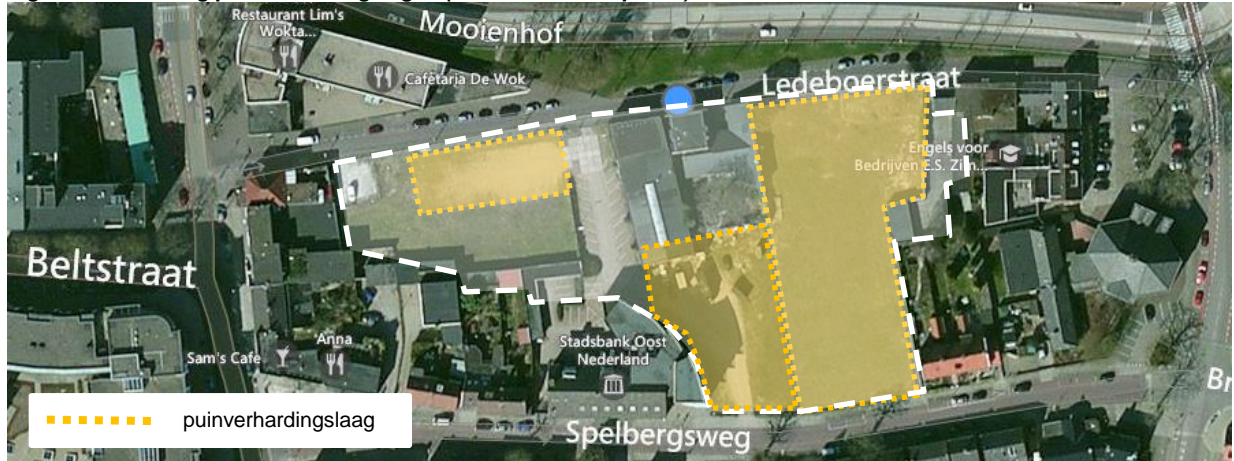 Restaurant Lim's
Wokta...
Mooienhof
Cafetaria De Wok
Ledeboerstraat
Engels voor
Bedrijven E.S. Zim...
Beltstraat
Anna
Sam's Cafe
Stadsbank Oost
Nederland
Br
puinverhardingslaag
Spelbergsweg